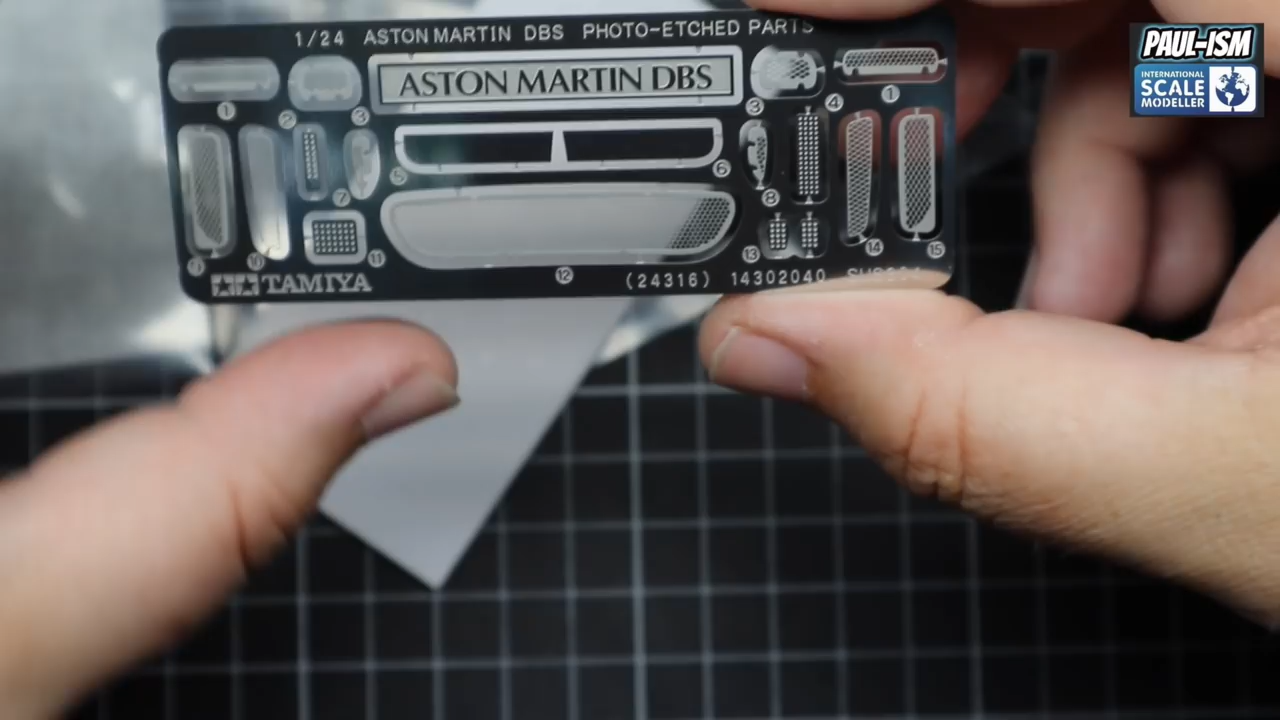 1/24 ASTON MARTIN DBS PHOTO-ETCHED PARTS
ASTON MARTIN DBS
1 2 3 3 4 1
5 6
7 8
9 10 11 12 13 14 15
TAMIYA
(24316) 14302040
PAUL-ISM
INTERNATIONAL
SCALE
MODELLER